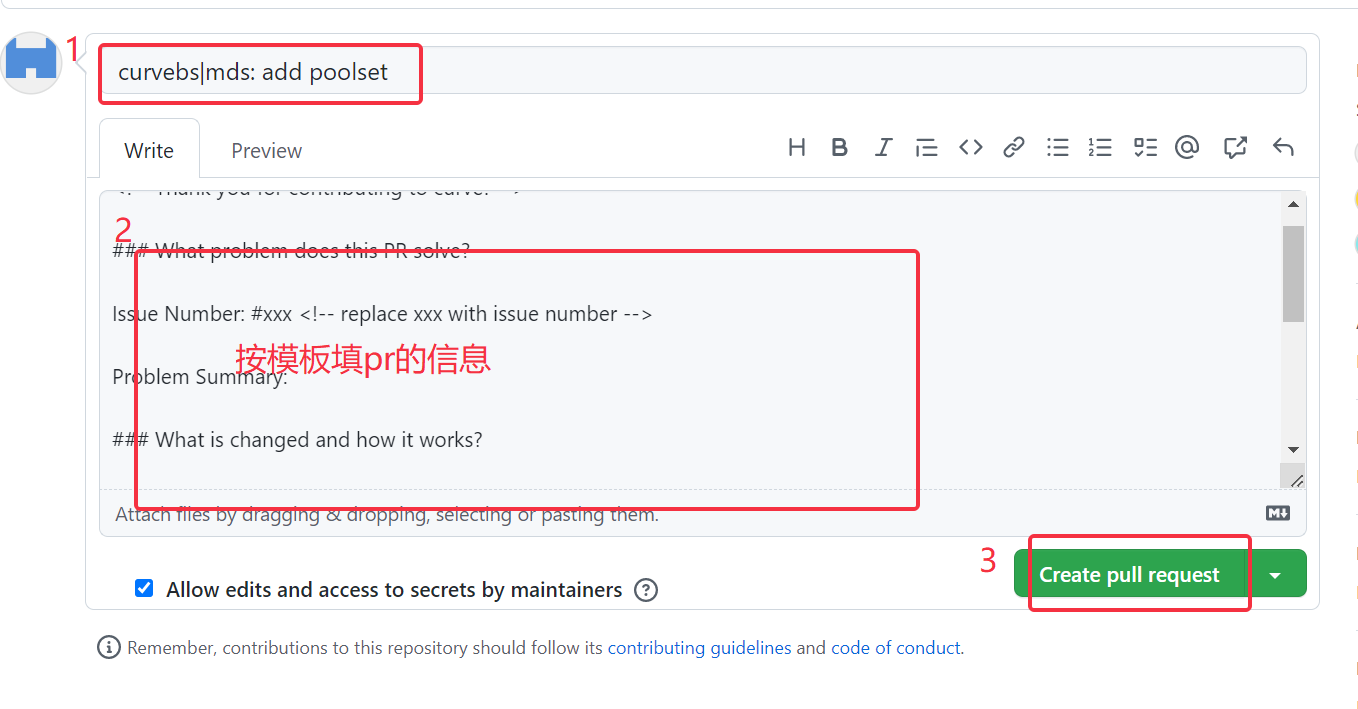 1
curvebs|mds: add poolset
Write Preview
<!-- Thank you for contributing to curve! -->
2
### What problem does this PR solve?
Issue Number: #xxx <!-- replace xxx with issue number -->
按模板填pr的信息
Problem Summary:
### What is changed and how it works?
Attach files by dragging & dropping, selecting or pasting them.
3
Allow edits and access to secrets by maintainers
Create pull request
Remember, contributions to this repository should follow its contributing guidelines and code of conduct.